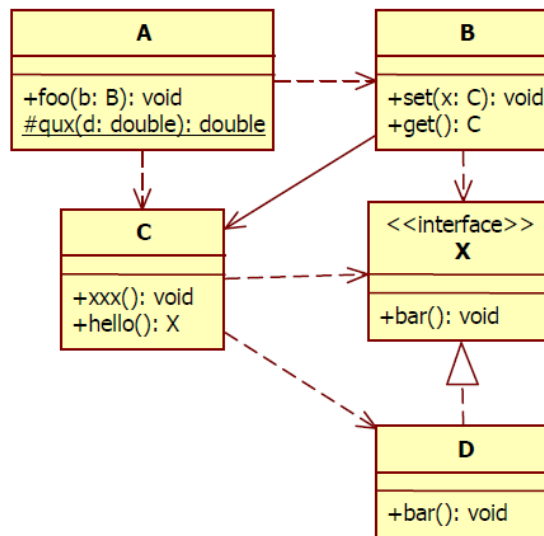 A
+foo(b: B): void
#qux(d: double): double
B
+set(x: C): void
+get(): C
C
+xxx(): void
+hello(): X
<<interface>>
X
+bar(): void
D
+bar(): void